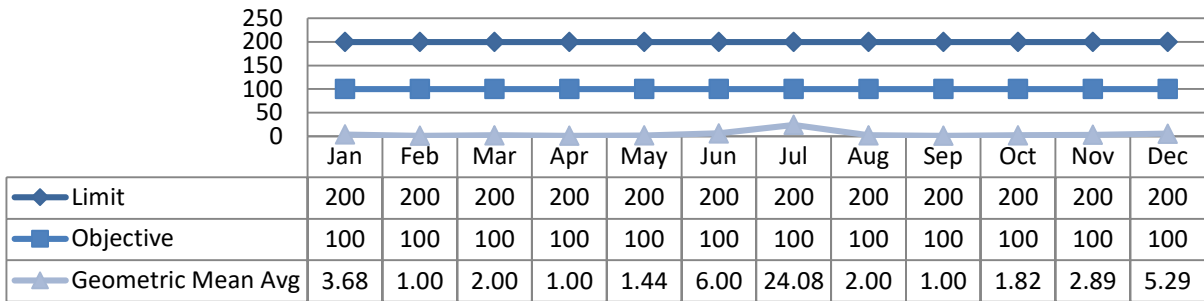 250
200
150
100
50
0
Jan Feb Mar Apr May Jun Jul Aug Sep Oct Nov Dec
Limit 200 200 200 200 200 200 200 200 200 200 200 200
Objective 100 100 100 100 100 100 100 100 100 100 100 100
Geometric Mean Avg 3.68 1.00 2.00 1.00 1.44 6.00 24.08 2.00 1.00 1.82 2.89 5.29